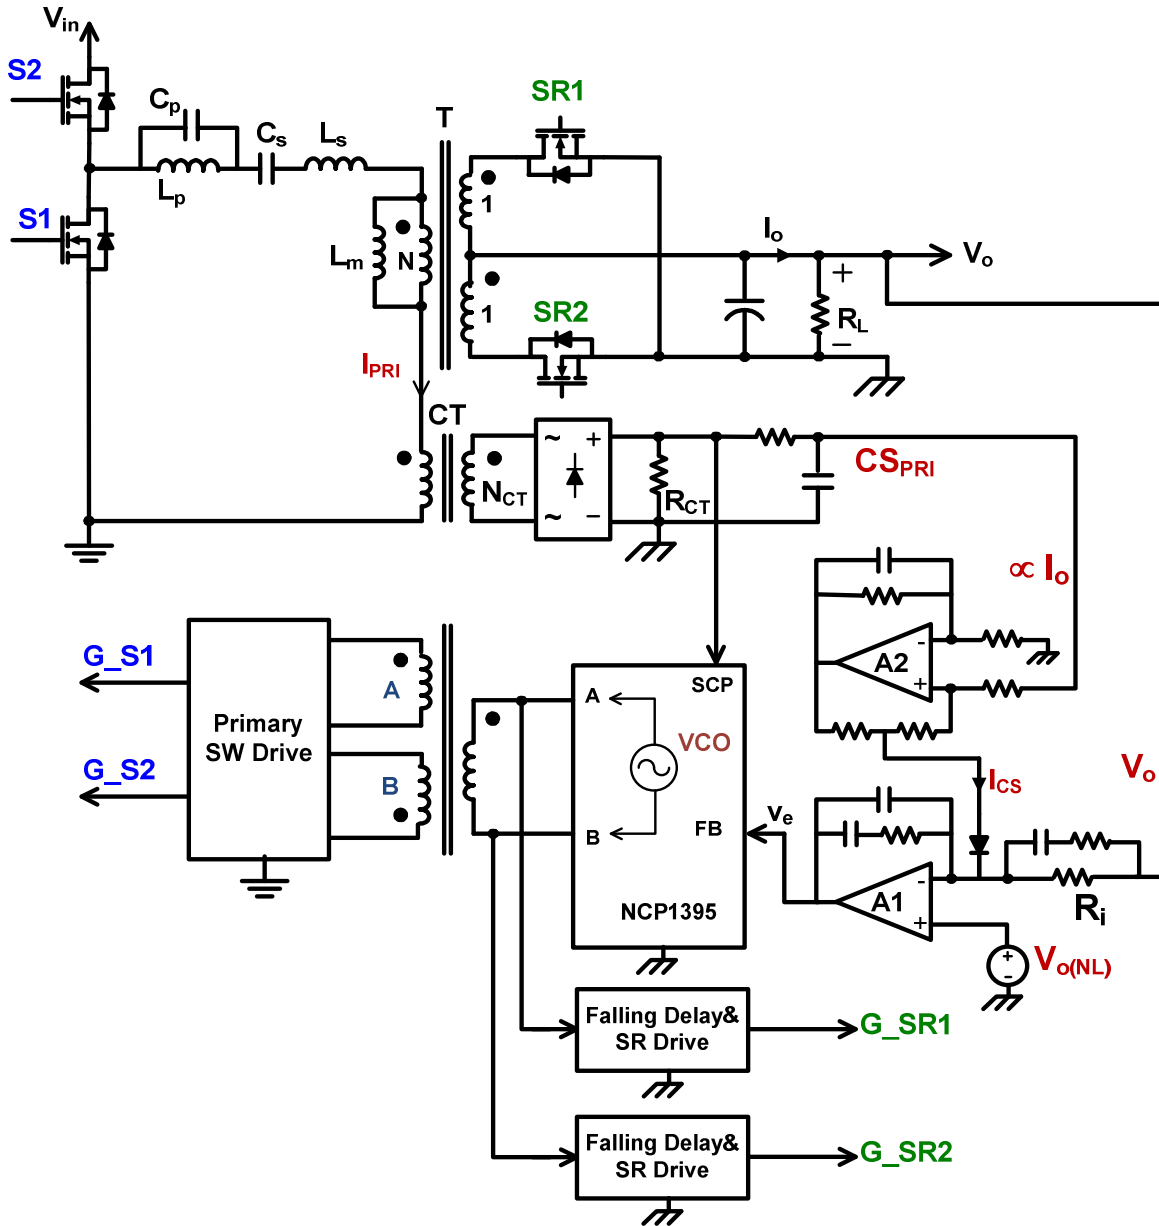 Vin
S2
Cp
Cs
Ls
T
SR1
Lp
S1
1
Lm
N
Io
Vo
1
SR2
+
RL
−
IPRI
CT
~
+
CSPRI
NCT
RCT
~
−
∝ Io
G_S1
A
A
SCP
-
A2
+
Primary
SW Drive
VCO
Vo
G_S2
B
ICS
ve
B
FB
-
A1
+
Ri
NCP1395
+
-
Vo(NL)
Falling Delay&
SR Drive
G_SR1
Falling Delay&
SR Drive
G_SR2